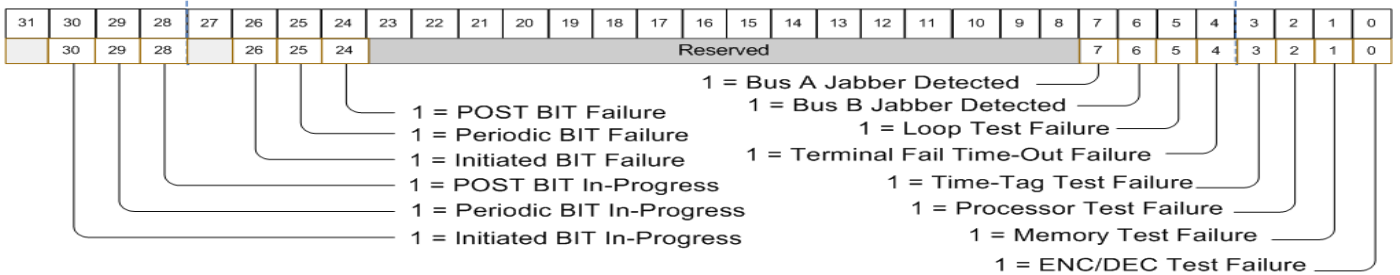 31 30 29 28 27 26 25 24 23 22 21 20 19 18 17 16 15 14 13 12 11 10 9 8 7 6 5 4 3 2 1 0
30 29 28 26 25 24 Reserved 7 6 5 4 3 2 1 0
1 = Bus A Jabber Detected
1 = POST BIT Failure
1 = Bus B Jabber Detected
1 = Periodic BIT Failure
1 = Loop Test Failure
1 = Initiated BIT Failure
1 = Terminal Fail Time-Out Failure
1 = POST BIT In-Progress
1 = Time-Tag Test Failure
1 = Periodic BIT In-Progress
1 = Processor Test Failure
1 = Initiated BIT In-Progress
1 = Memory Test Failure
1 = ENC/DEC Test Failure